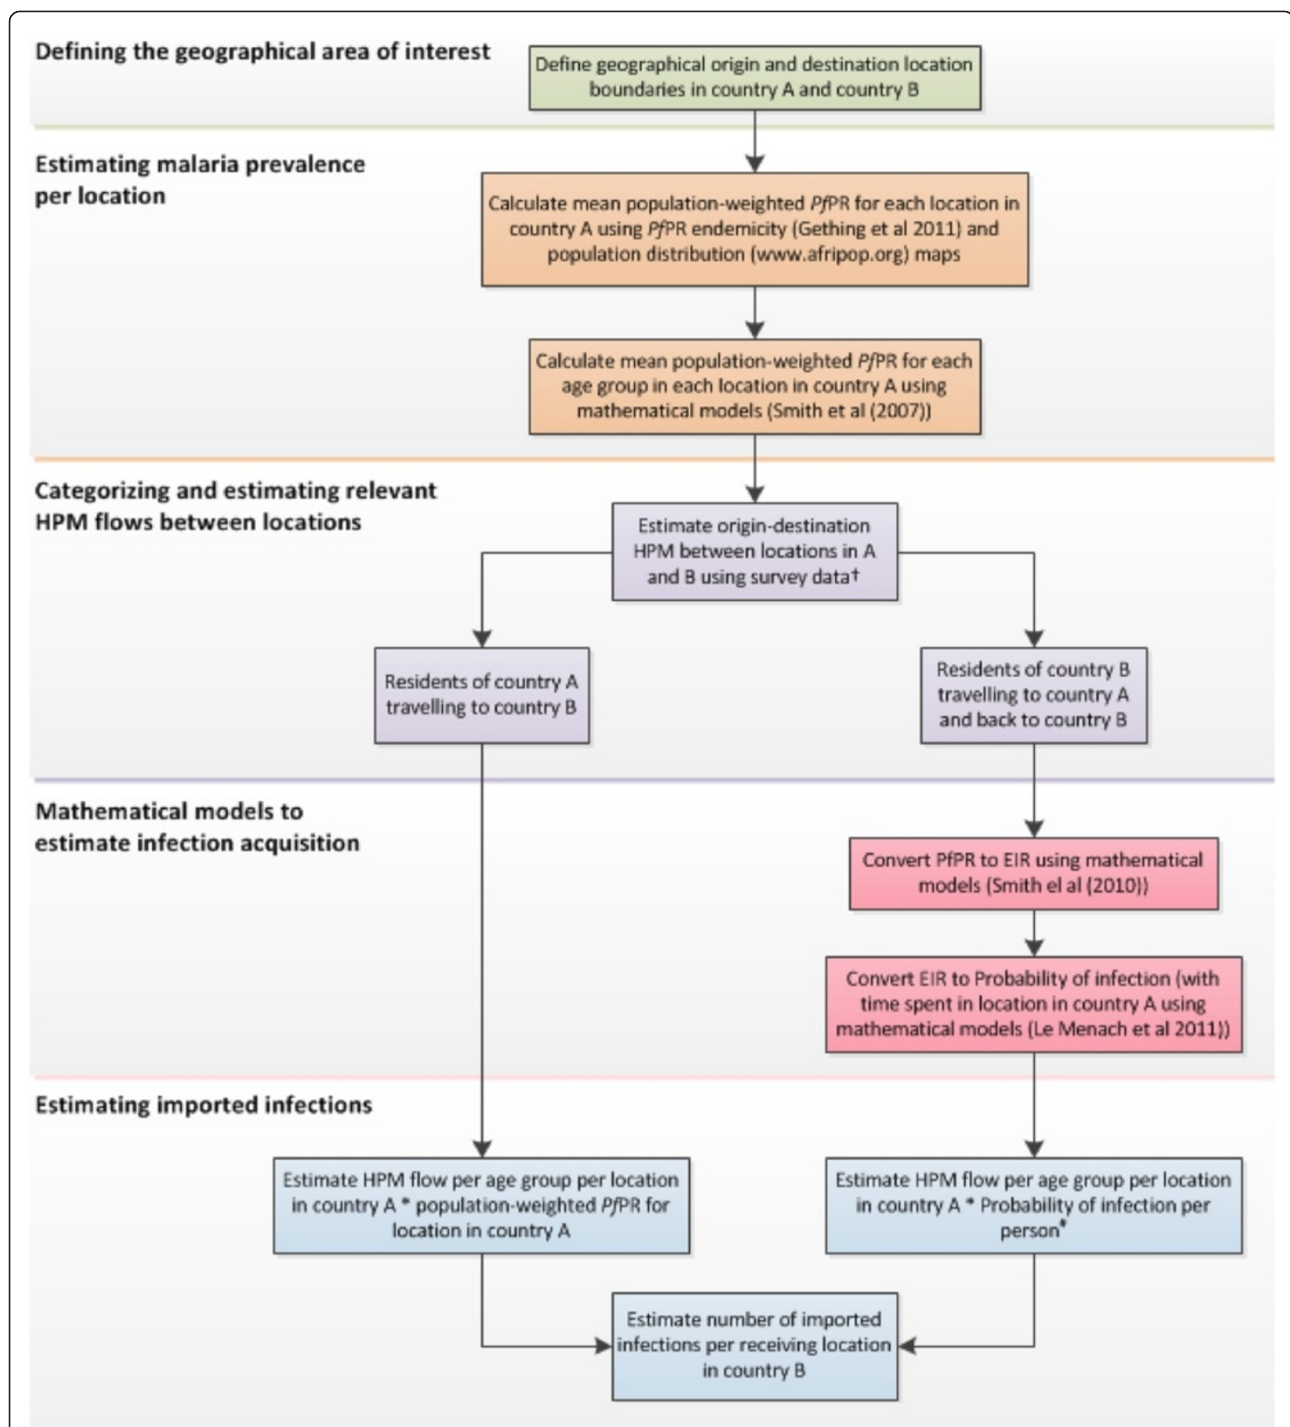 Defining the geographical area of interest
Define geographical origin and destination location
boundaries in country A and country B
Estimating malaria prevalence
per location
Calculate mean population-weighted PfPR for each location in
country A using PfPR endemicity (Gething et al 2011) and
population distribution (www.afripop.org) maps
Calculate mean population-weighted PfPR for each
age group in each location in country A using
mathematical models (Smith et al (2007))
Categorizing and estimating relevant
HPM flows between locations
Estimate origin-destination
HPM between locations in A
and B using survey data†
Residents of country A
travelling to country B
Residents of country B
travelling to country A
and back to country B
Mathematical models to
estimate infection acquisition
Convert PfPR to EIR using mathematical
models (Smith el al (2010))
Convert EIR to Probability of infection (with
time spent in location in country A using
mathematical models (Le Menach et al 2011))
Estimating imported infections
Estimate HPM flow per age group per location
in country A * population-weighted PfPR for
location in country A
Estimate HPM flow per age group per location
in country A * Probability of infection per
person#
Estimate number of imported
infections per receiving location
in country B